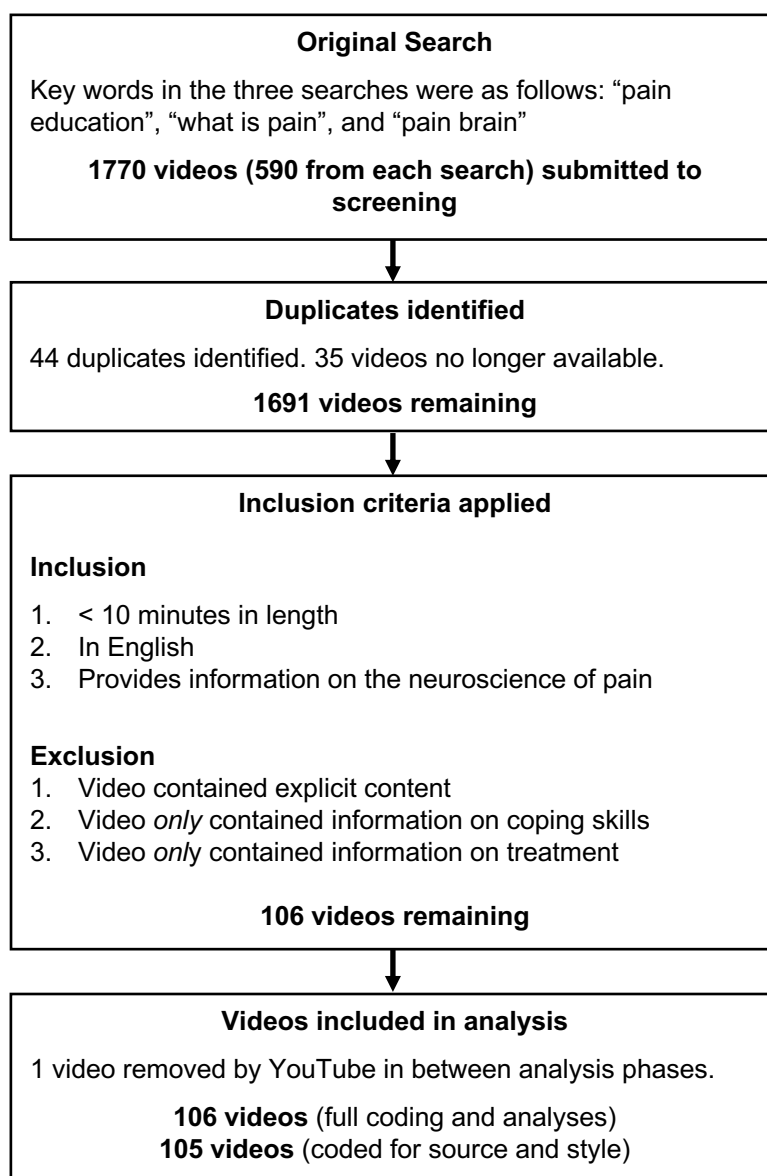 Original Search
Key words in the three searches were as follows: “pain
education”, “what is pain”, and “pain brain”
1770 videos (590 from each search) submitted to
screening
Duplicates identified
44 duplicates identified. 35 videos no longer available.
1691 videos remaining
Inclusion criteria applied
Inclusion
1. < 10 minutes in length
2. In English
3. Provides information on the neuroscience of pain
Exclusion
1. Video contained explicit content
2. Video only contained information on coping skills
3. Video only contained information on treatment
106 videos remaining
Videos included in analysis
1 video removed by YouTube in between analysis phases.
106 videos (full coding and analyses)
105 videos (coded for source and style)